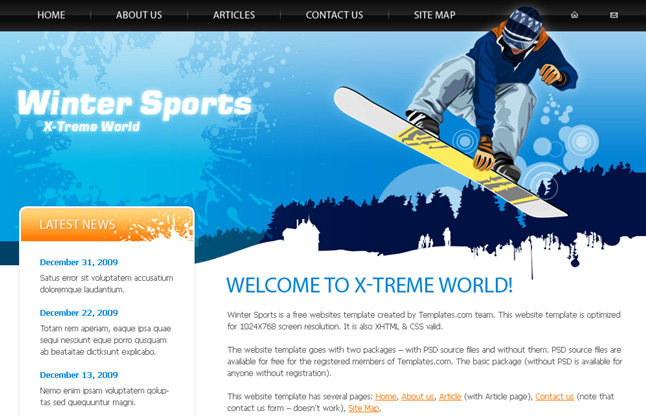 HOME ABOUT US ARTICLES CONTACT US SITE MAP
Winter Sports
X-Treme World
LATEST NEWS
December 31, 2009
Satus error sit voluptatem accusatium
doloremque laudantium.
December 22, 2009
Totam rem aperiam, eaque ipsa quae
sequi nesciunt eque porro qusquam
ab beataitae dictksunt explicabo.
December 13, 2009
Nemo enim ipsam voluptatem qolup-
tas sed quequuntur magni.
WELCOME TO X-TREME WORLD!
Winter Sports is a free websites template created by Templates.com team. This website template is optimized
for 1024X768 screen resolution. It is also XHTML & CSS valid.
The website template goes with two packages – with PSD source files and without them. PSD source files are
available for free for the registered members of Templates.com. The basic package (without PSD is available for
anyone without registration).
This website template has several pages: Home, About us, Article (with Article page), Contact us (note that
contact us form – doesn't work), Site Map.